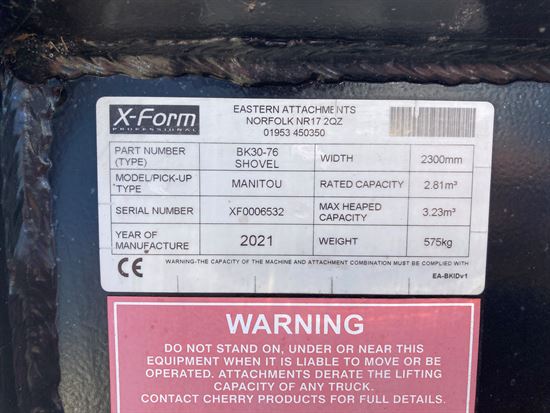 X-Form
PROFESSIONAL
EASTERN ATTACHMENTS
NORFOLK NR17 2QZ
01953 450350
PART NUMBER (TYPE) BK30-76 SHOVEL WIDTH 2300mm
MODEL/PICK-UP TYPE MANITOU RATED CAPACITY 2.81m³
SERIAL NUMBER XF0006532 MAX HEAPED CAPACITY 3.23m³
YEAR OF MANUFACTURE 2021 WEIGHT 575kg
CE WARNING-THE CAPACITY OF THE MACHINE AND ATTACHMENT COMBINATION MUST BE COMPLIED WITH
EA-BKIDv1
WARNING
DO NOT STAND ON, UNDER OR NEAR THIS
EQUIPMENT WHEN IT IS LIABLE TO MOVE OR BE
OPERATED. ATTACHMENTS DERATE THE LIFTING
CAPACITY OF ANY TRUCK.
CONTACT CHERRY PRODUCTS FOR FULL DETAILS.